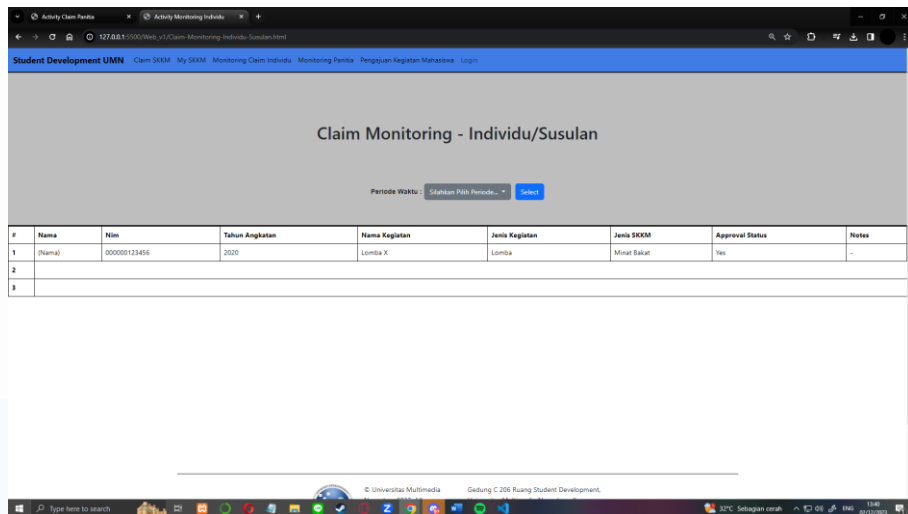 Activity Claim Panitia
Activity Monitoring Individu
127.0.0.1:5500/Web_v1/Claim-Monitoring-Individu-Susulan.html
Student Development UMN Claim SKKM My SKKM Monitoring Claim Individu Monitoring Panitia Pengajuan Kegiatan Mahasiswa Login
Claim Monitoring - Individu/Susulan
Periode Waktu : Silahkan Pilih Periode... Select
# Nama Nim Tahun Angkatan Nama Kegiatan Jenis Kegiatan Jenis SKKM Approval Status Notes
1 (Nama) 000000123456 2020 Lomba X Lomba Minat Bakat Yes -
2
3
© Universitas Multimedia Gedung C 206 Ruang Student Development,
Type here to search 32°C Sebagian cerah ENG 13:48